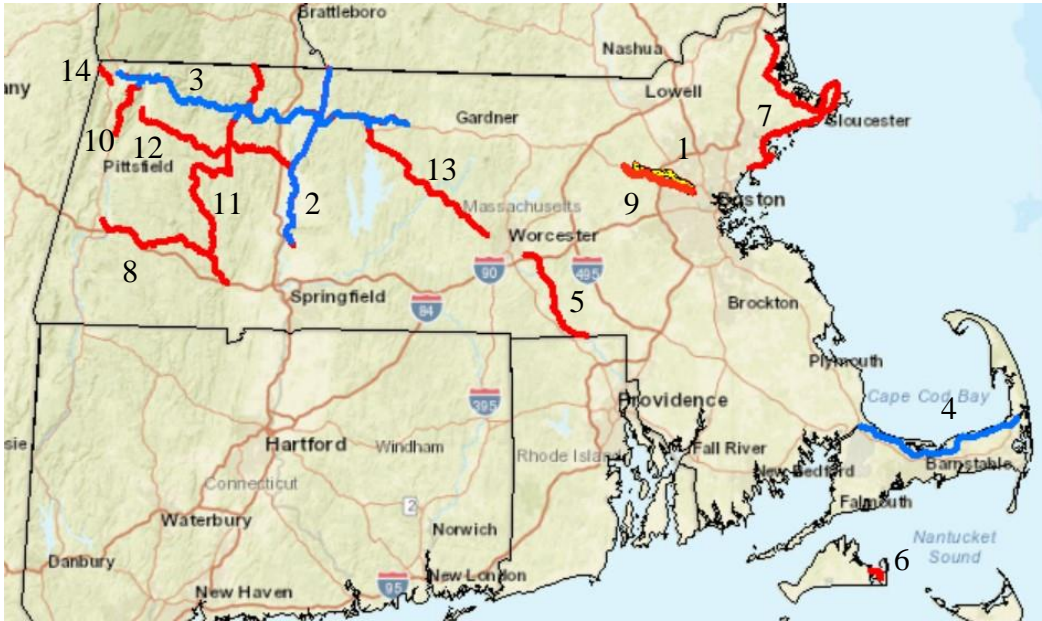 Brattleboro
Nashua
any
14
3
Lowell
Gardner
7
Gloucester
10
12
1
Pittsfield
13
11
2
9
Massachusetts
Boston
8
Worcester
90
495
5
Springfield
84
Brockton
Plymouth
Cape Cod Bay
4
395
Providence
sie
Hartford
Windham
Rhode Island
Fall River
New Bedford
Barnstable
Connecticut
2
Falmouth
Waterbury
Norwich
Nantucket
Sound
Danbury
6
New London
95
New Haven